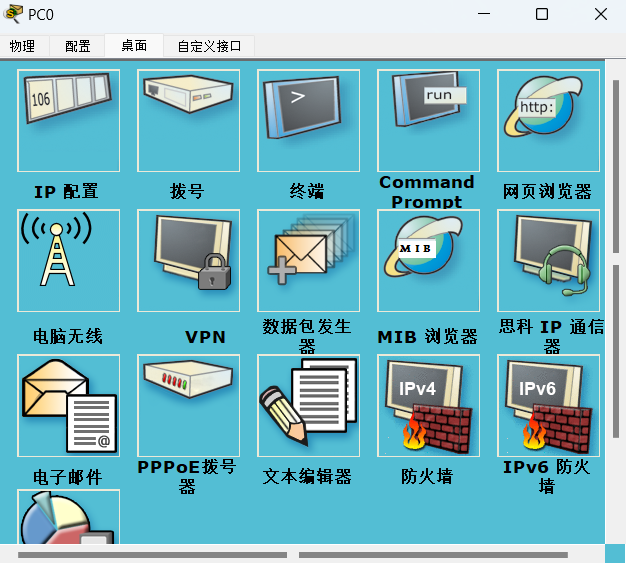 PC0
物理 配置 桌面 自定义接口
106
>
run
http:
IP 配置
拨号
终端
Command
Prompt
网页浏览器
MIB
电脑无线
VPN
数据包发生
器
MIB 浏览器
思科 IP 通信
器
@
IPv4
IPv6
电子邮件
PPPoE拨号
器
文本编辑器
防火墙
IPv6 防火
墙